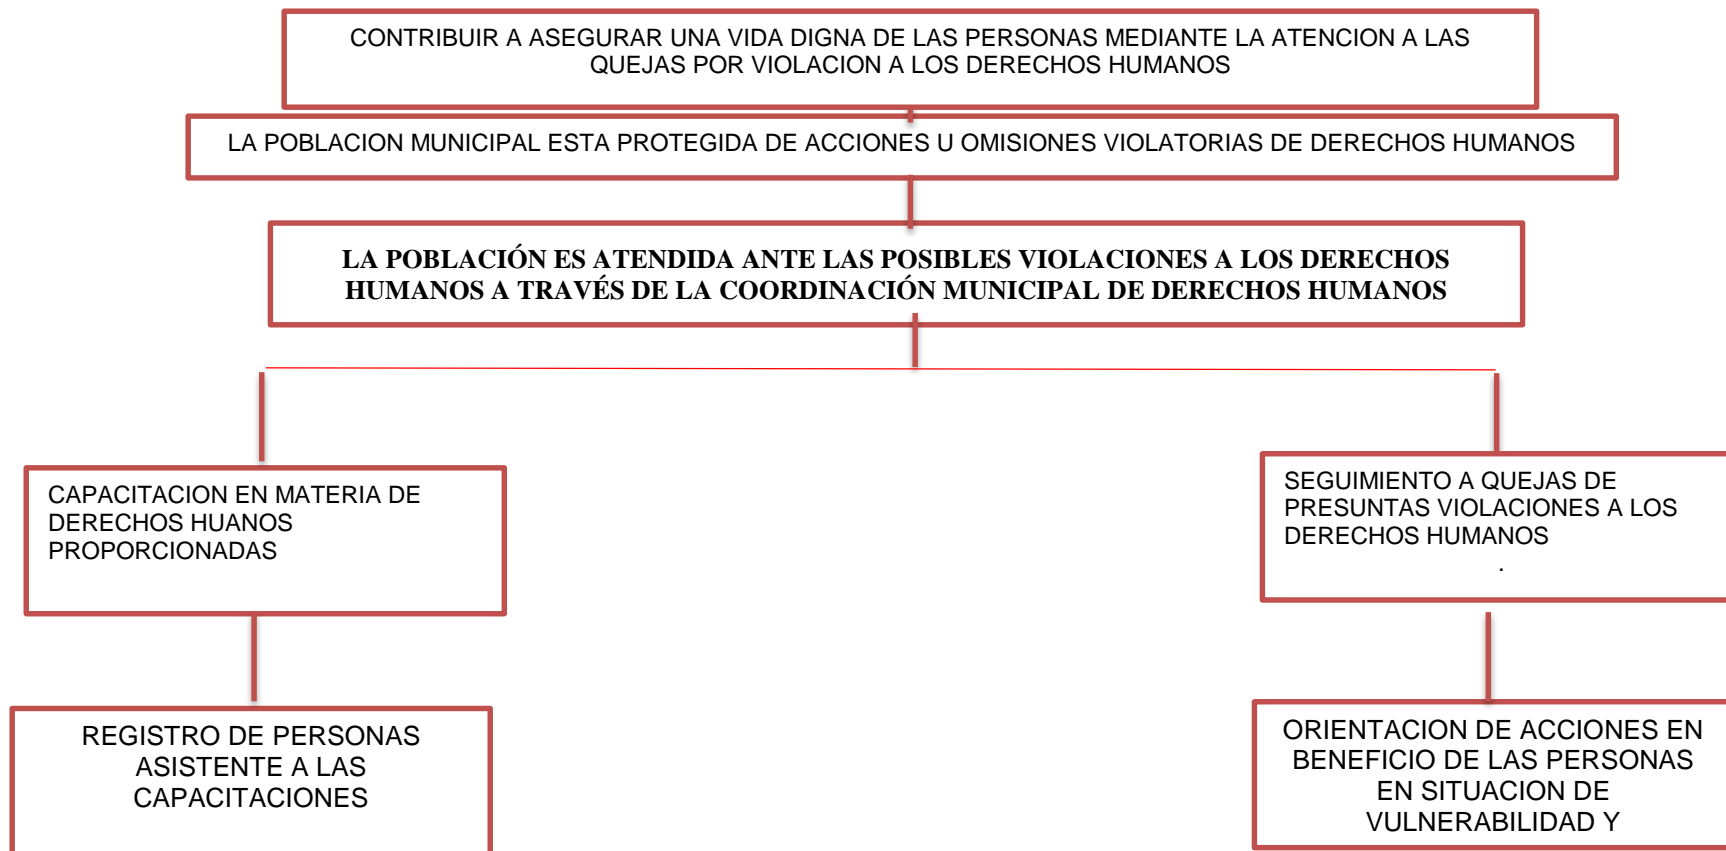 CONTRIBUIR A ASEGURAR UNA VIDA DIGNA DE LAS PERSONAS MEDIANTE LA ATENCION A LAS
QUEJAS POR VIOLACION A LOS DERECHOS HUMANOS
LA POBLACION MUNICIPAL ESTA PROTEGIDA DE ACCIONES U OMISIONES VIOLATORIAS DE DERECHOS HUMANOS
LA POBLACIÓN ES ATENDIDA ANTE LAS POSIBLES VIOLACIONES A LOS DERECHOS
HUMANOS A TRAVÉS DE LA COORDINACIÓN MUNICIPAL DE DERECHOS HUMANOS
CAPACITACION EN MATERIA DE
DERECHOS HUANOS
PROPORCIONADAS
SEGUIMIENTO A QUEJAS DE
PRESUNTAS VIOLACIONES A LOS
DERECHOS HUMANOS
.
REGISTRO DE PERSONAS
ASISTENTE A LAS
CAPACITACIONES
ORIENTACION DE ACCIONES EN
BENEFICIO DE LAS PERSONAS
EN SITUACION DE
VULNERABILIDAD Y